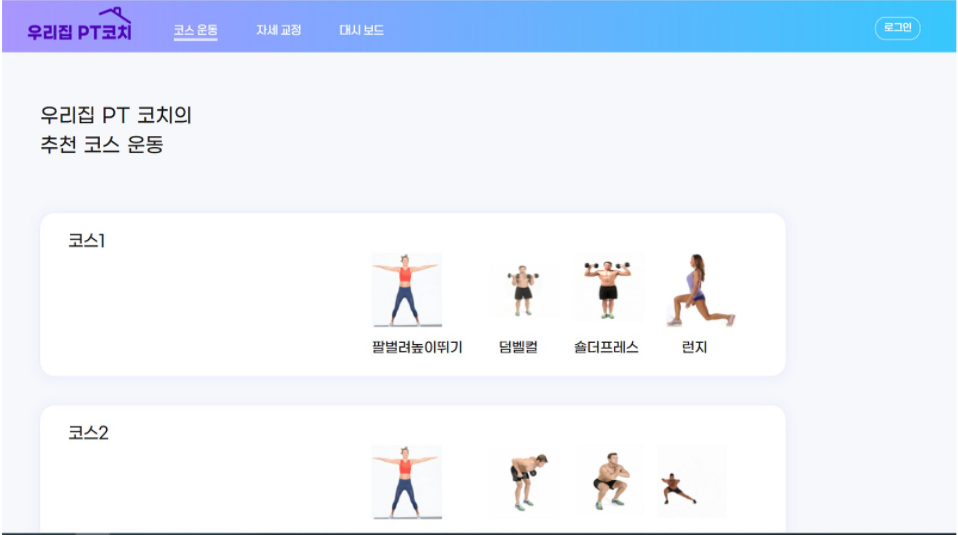 우리집 PT코치
코스 운동 자세 교정 대시 보드 로그인
우리집 PT 코치의
추천 코스 운동
코스1
팔벌려높이뛰기 덤벨컬 숄더프레스 런지
코스2